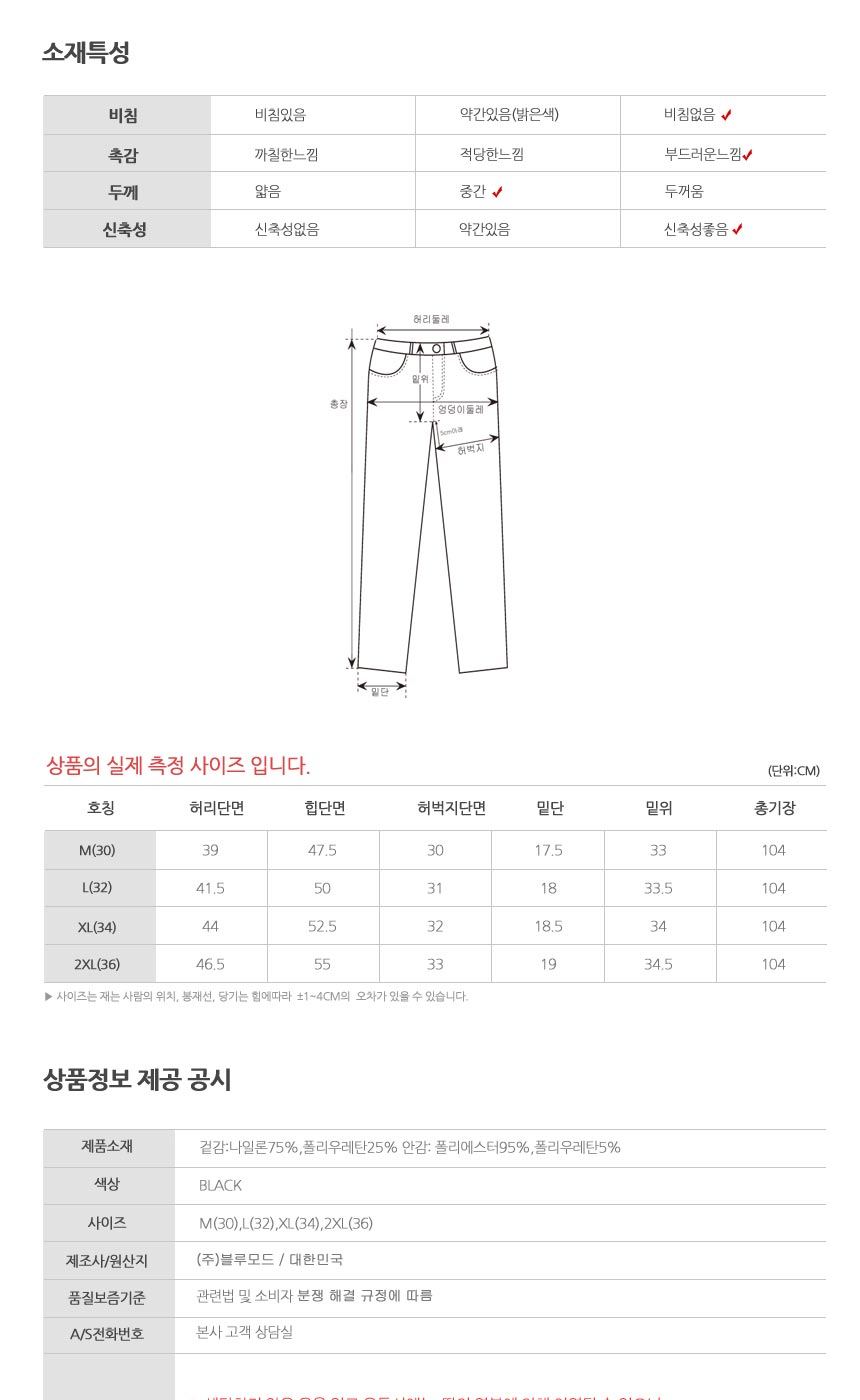 소재특성
비침 비침있음 약간있음(밝은색) 비침없음
촉감 까칠한느낌 적당한느낌 부드러운느낌
두께 얇음 중간 두꺼움
신축성 신축성없음 약간있음 신축성좋음
허리둘레
밑위
총장
엉덩이둘레
5cm아래
허벅지
밑단
상품의 실제 측정 사이즈 입니다.
(단위:CM)
호칭 허리단면 힙단면 허벅지단면 밑단 밑위 총기장
M(30) 39 47.5 30 17.5 33 104
L(32) 41.5 50 31 18 33.5 104
XL(34) 44 52.5 32 18.5 34 104
2XL(36) 46.5 55 33 19 34.5 104
▶ 사이즈는 재는 사람의 위치, 봉재선, 당기는 힘에따라 ±1~4CM의 오차가 있을 수 있습니다.
상품정보 제공 공시
제품소재 겉감:나일론75%,폴리우레탄25% 안감: 폴리에스터95%,폴리우레탄5%
색상 BLACK
사이즈 M(30),L(32),XL(34),2XL(36)
제조사/원산지 (주)블루모드 / 대한민국
품질보증기준 관련법 및 소비자 분쟁 해결 규정에 따름
A/S전화번호 본사 고객 상담실